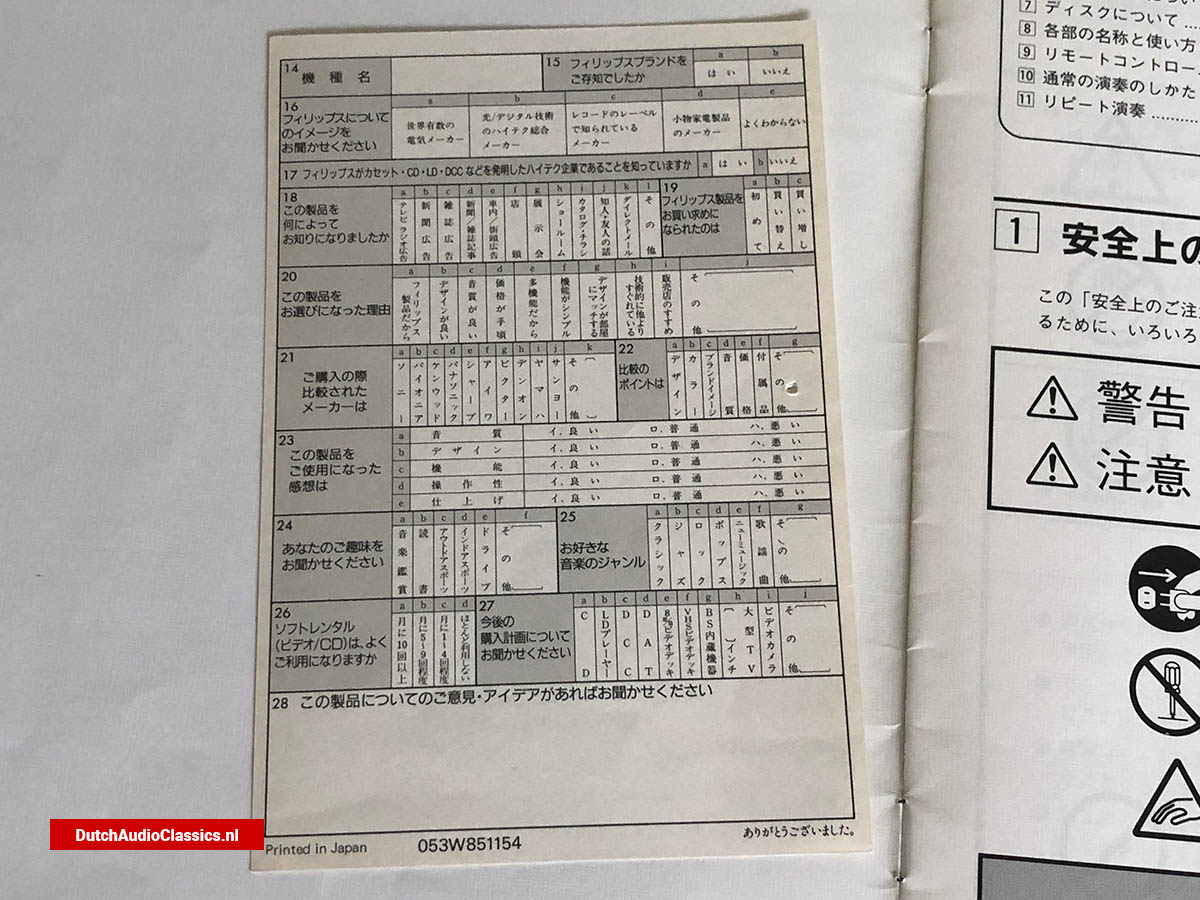 14 機種名
15 フィリップスブランドを
ご存知でしたか
a はい
b いいえ
16
フィリップスについて
のイメージを
お聞かせください
a 世界有数の
電気メーカー
b 光/デジタル技術
のハイテク総合
メーカー
c レコードのレーベル
で知られている
メーカー
d 小物家電製品
のメーカー
e よくわからない
17 フィリップスがカセット・CD・LD・DCCなどを発明したハイテク企業であることを知っていますか a はい b いいえ
18
この製品を
何によって
お知りになりましたか
a テレビラジオ広告
b 新聞広告
c 雑誌広告
d 新聞/雑誌記事
e 車内/街頭広告
f 店頭
g 展示会
h ショールーム
i カタログ・チラシ
j 知人・友人の話
k ダイレクトメール
l その他
19
フィリップス製品を
お買い求めに
なられたのは
a 初めて
b 買い替え
c 買い増し
20
この製品を
お選びになった理由
a フィリップス
製品だから
b デザインが良い
c 音質が良い
d 価格が手頃
e 多機能だから
f 機能がシンプル
g デザインが部屋
にマッチする
h 技術的に他より
すぐれている
i 販売店のすすめ
j その他
21
ご購入の際
比較された
メーカーは
a ソニー
b パイオニア
c ケンウッド
d パナソニック
e シャープ
f アイワ
g ビクター
h デンオン
i ヤマハ
j サンヨー
k その他
22
比較の
ポイントは
a デザイン
b カラー
c ブランドイメージ
d 音質
e 価格
f 付属品
g その他
23
この製品を
ご使用になった
感想は
a 音質 イ.良い ロ.普通 ハ.悪い
b デザイン イ.良い ロ.普通 ハ.悪い
c 機能 イ.良い ロ.普通 ハ.悪い
d 操作性 イ.良い ロ.普通 ハ.悪い
e 仕上げ イ.良い ロ.普通 ハ.悪い
24
あなたのご趣味を
お聞かせください
a 音楽鑑賞
b 読書
c アウトドアスポーツ
d インドアスポーツ
e ドライブ
f その他
25
お好きな
音楽のジャンル
a クラシック
b ジャズ
c ロック
d ポップス
e ニューミュージック
f 歌謡曲
g その他
26
ソフトレンタル
(ビデオ/CD)は、よく
ご利用になりますか
a 月に10回以上
b 月に5〜9回程度
c 月に1〜4回程度
d ほとんど利用しない
27
今後の
購入計画について
お聞かせください
a CD
b LDプレーヤー
c DCC
d DAT
e 8㎜ビデオデッキ
f VHSビデオデッキ
g BS内蔵機器
h 大型TV
( )インチ
i ビデオカメラ
j その他
28 この製品についてのご意見・アイデアがあればお聞かせください
ありがとうございました。
Printed in Japan 053W851154
DutchAudioClassics.nl
7 ディスクについて ....
8 各部の名称と使い方
9 リモートコントロー
10 通常の演奏のしかた
11 リピート演奏 ..........
1 安全上の
この「安全上のご注
るために、いろいろ
警告
注意